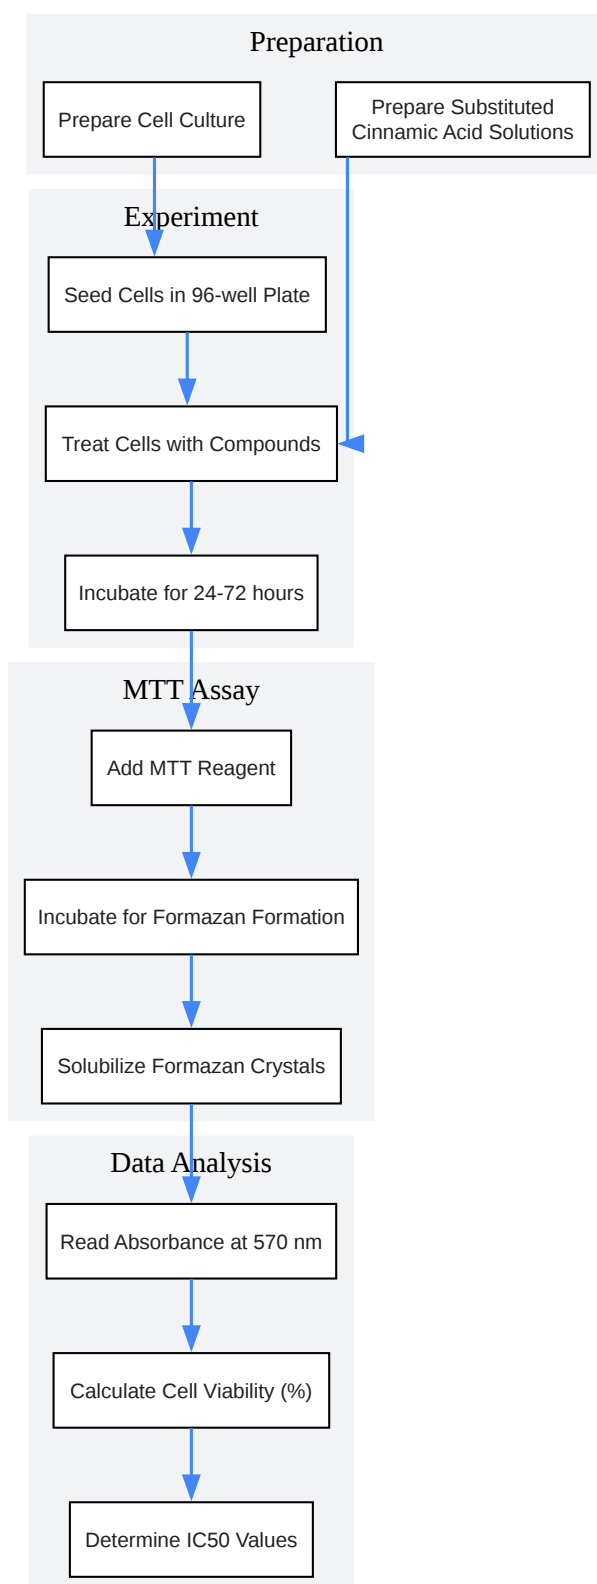 Preparation
Prepare Cell Culture
Prepare Substituted
Cinnamic Acid Solutions
Experiment
Seed Cells in 96-well Plate
Treat Cells with Compounds
Incubate for 24-72 hours
MTT Assay
Add MTT Reagent
Incubate for Formazan Formation
Solubilize Formazan Crystals
Data Analysis
Read Absorbance at 570 nm
Calculate Cell Viability (%)
Determine IC50 Values